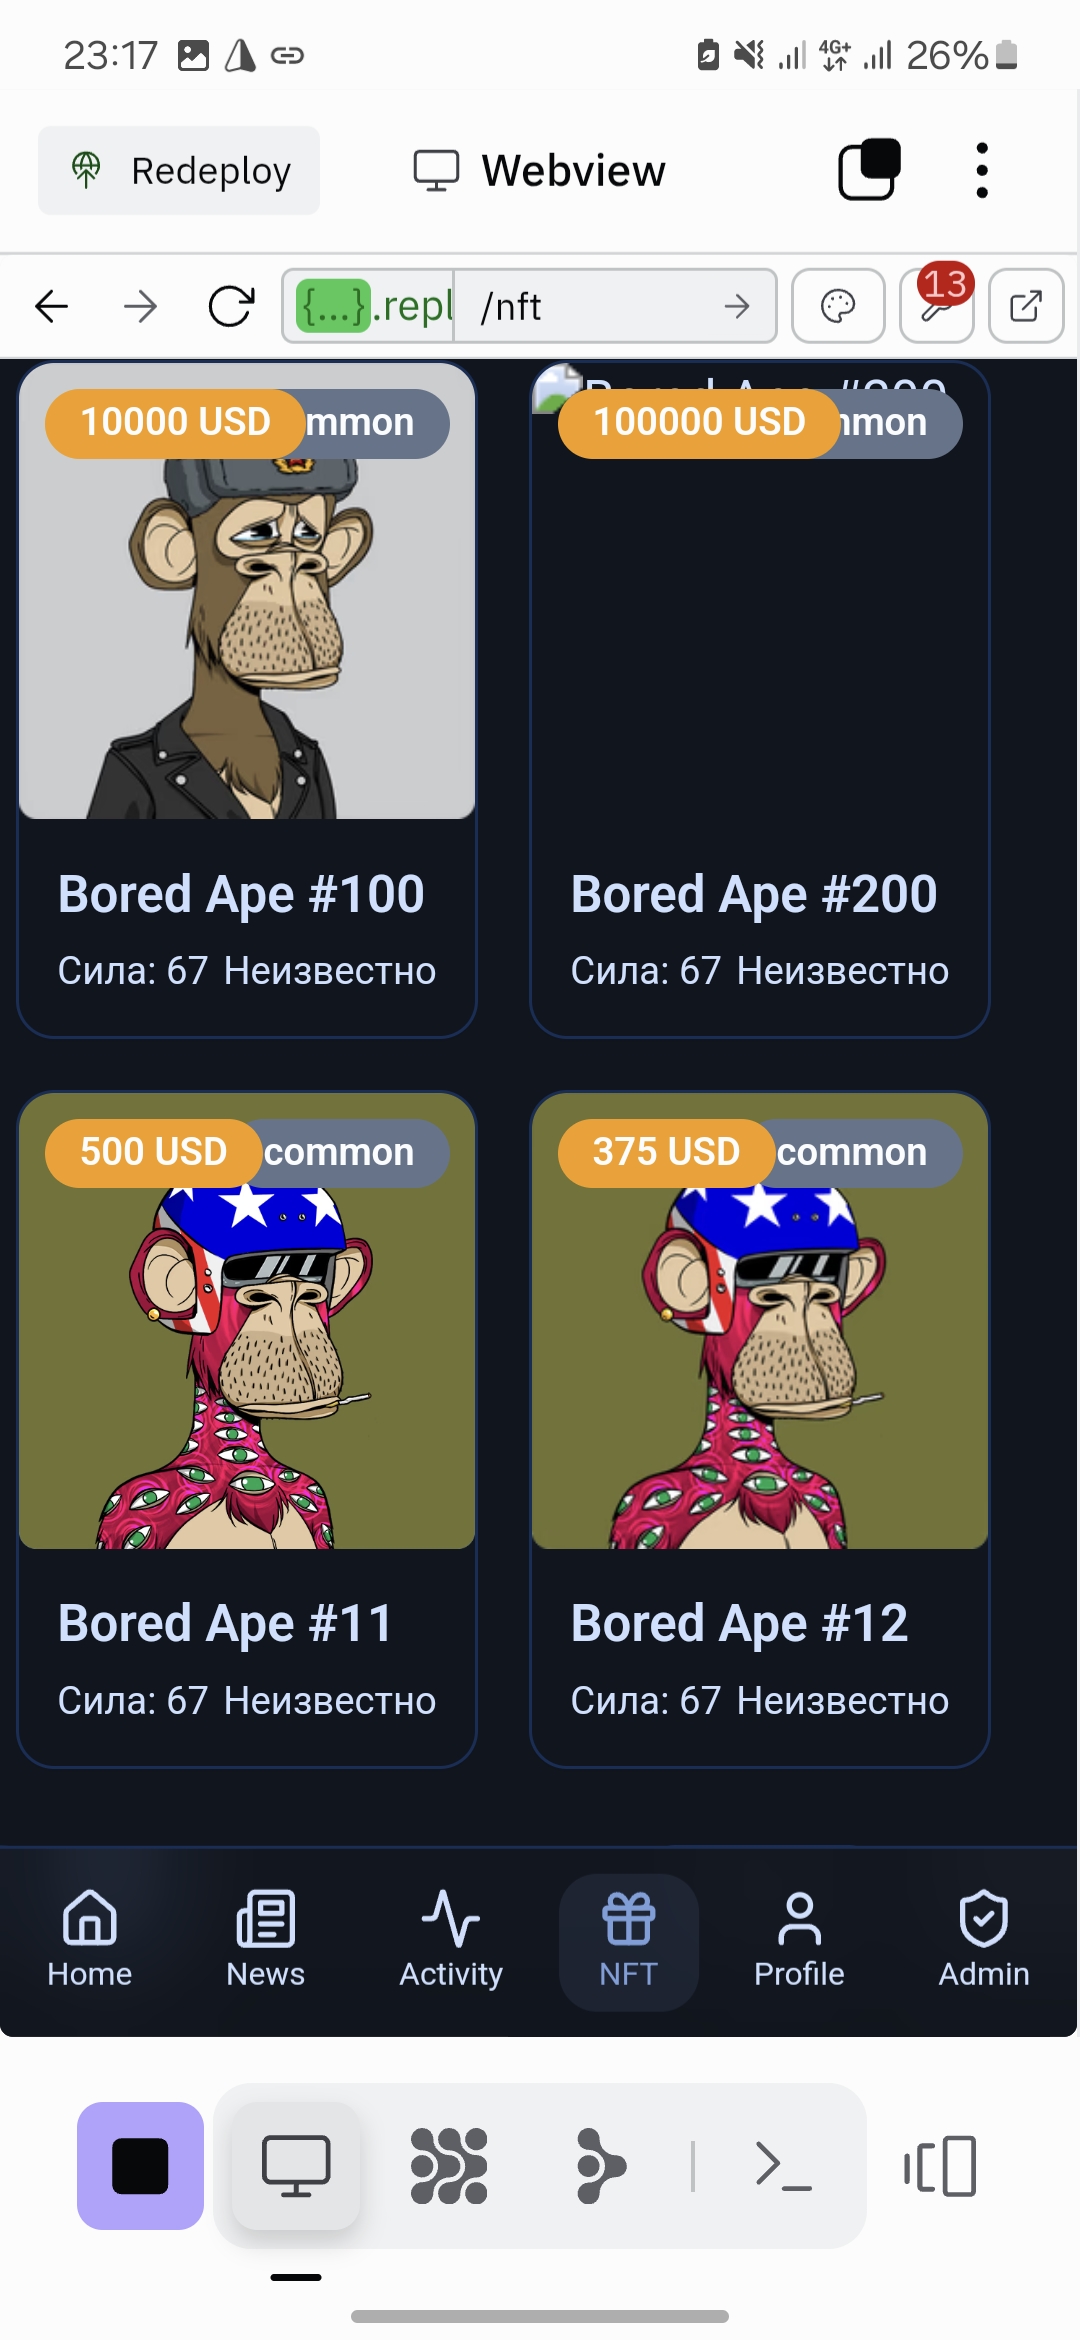 23:17
4G+
26%
Redeploy
Webview
{...}.repl
/nft
13
10000 USD
mmon
100000 USD
mmon
Bored Ape #100
Сила: 67 Неизвестно
Bored Ape #200
Сила: 67 Неизвестно
500 USD
common
375 USD
common
Bored Ape #11
Сила: 67 Неизвестно
Bored Ape #12
Сила: 67 Неизвестно
Home
News
Activity
NFT
Profile
Admin